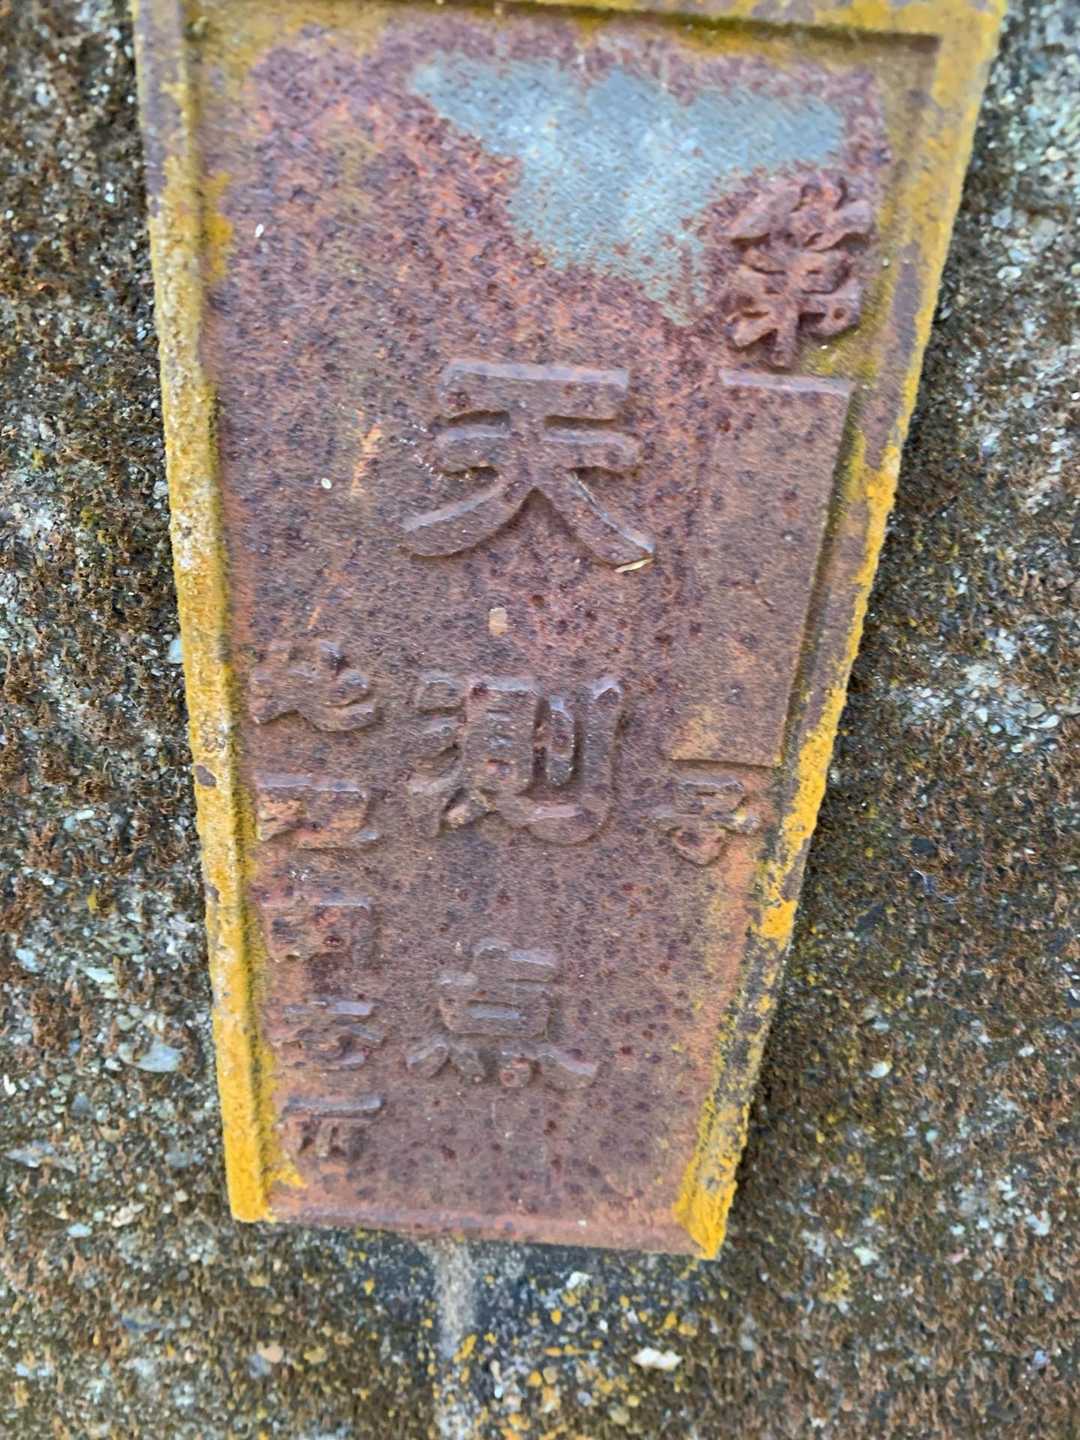 第 号
天測点
地理調査所